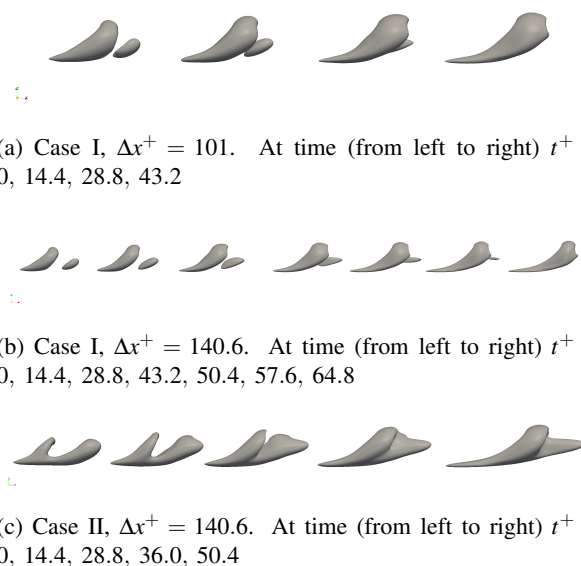 (a) Case I, Δx⁺ = 101. At time (from left to right) t⁺
0, 14.4, 28.8, 43.2
(b) Case I, Δx⁺ = 140.6. At time (from left to right) t⁺
0, 14.4, 28.8, 43.2, 50.4, 57.6, 64.8
(c) Case II, Δx⁺ = 140.6. At time (from left to right) t⁺
0, 14.4, 28.8, 36.0, 50.4